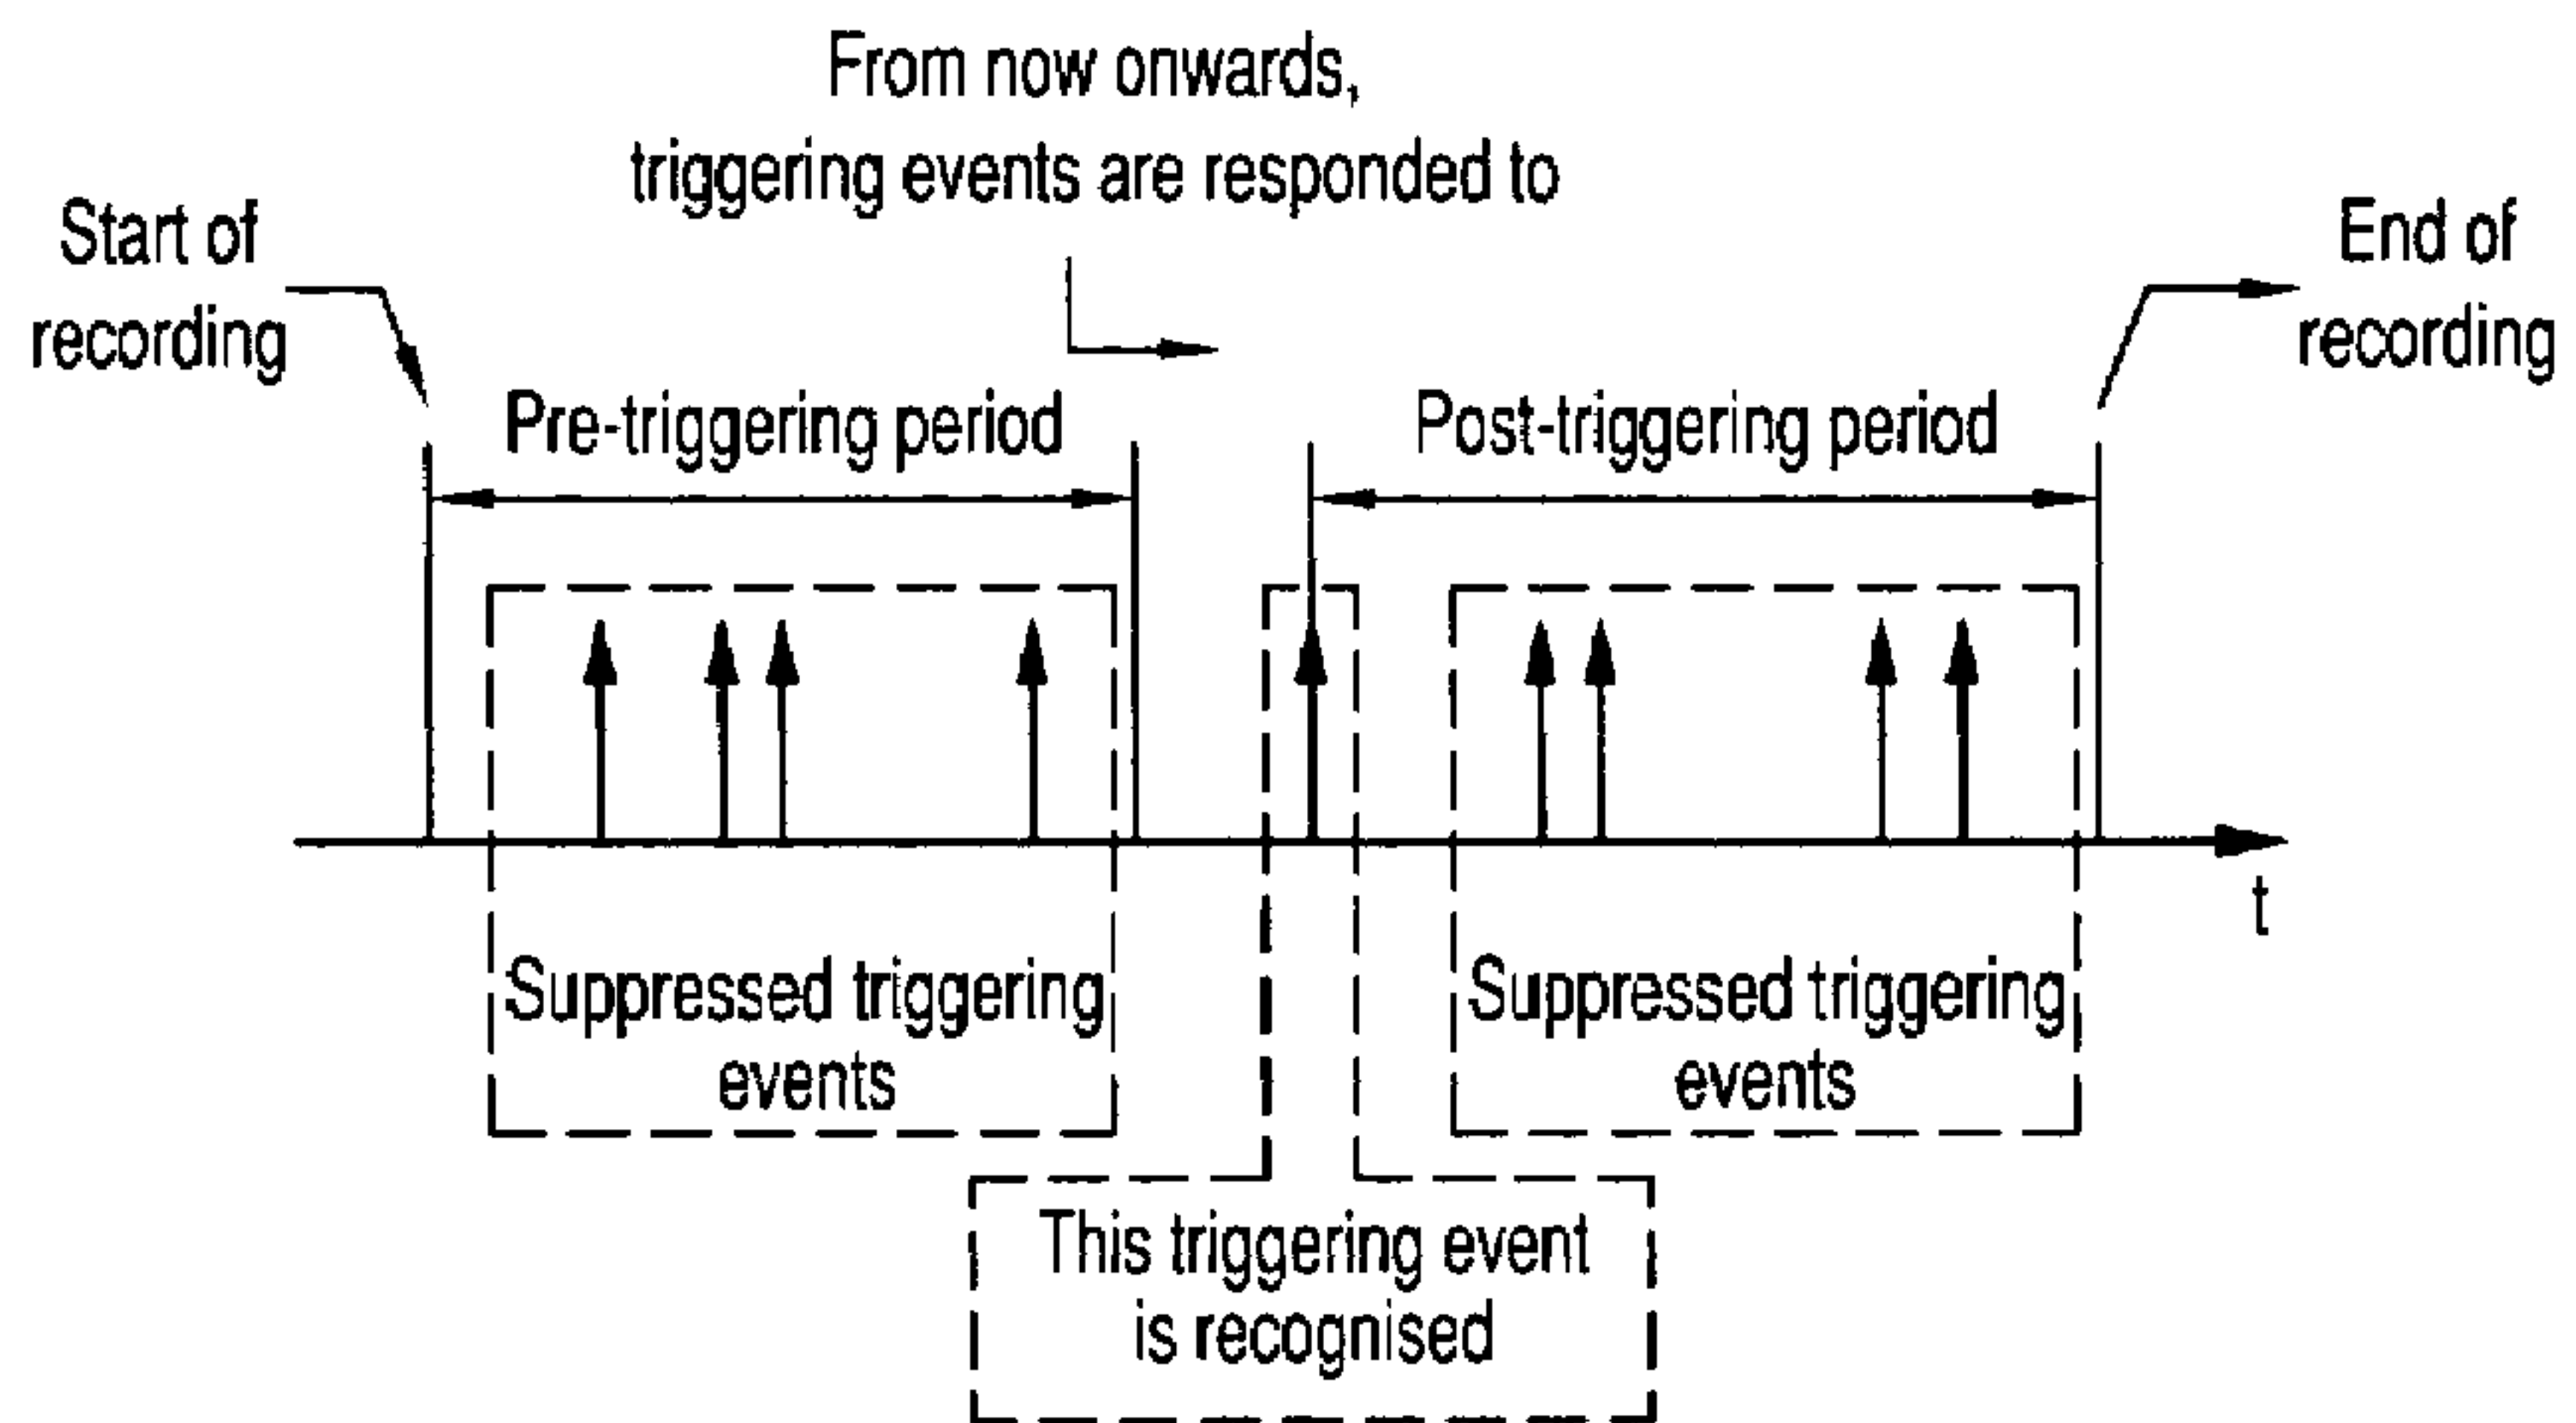 From now onwards,
triggering events are responded to
Start of
recording
End of
recording
Pre-triggering period
Post-triggering period
t
Suppressed triggering
events
Suppressed triggering
events
This triggering event
is recognised